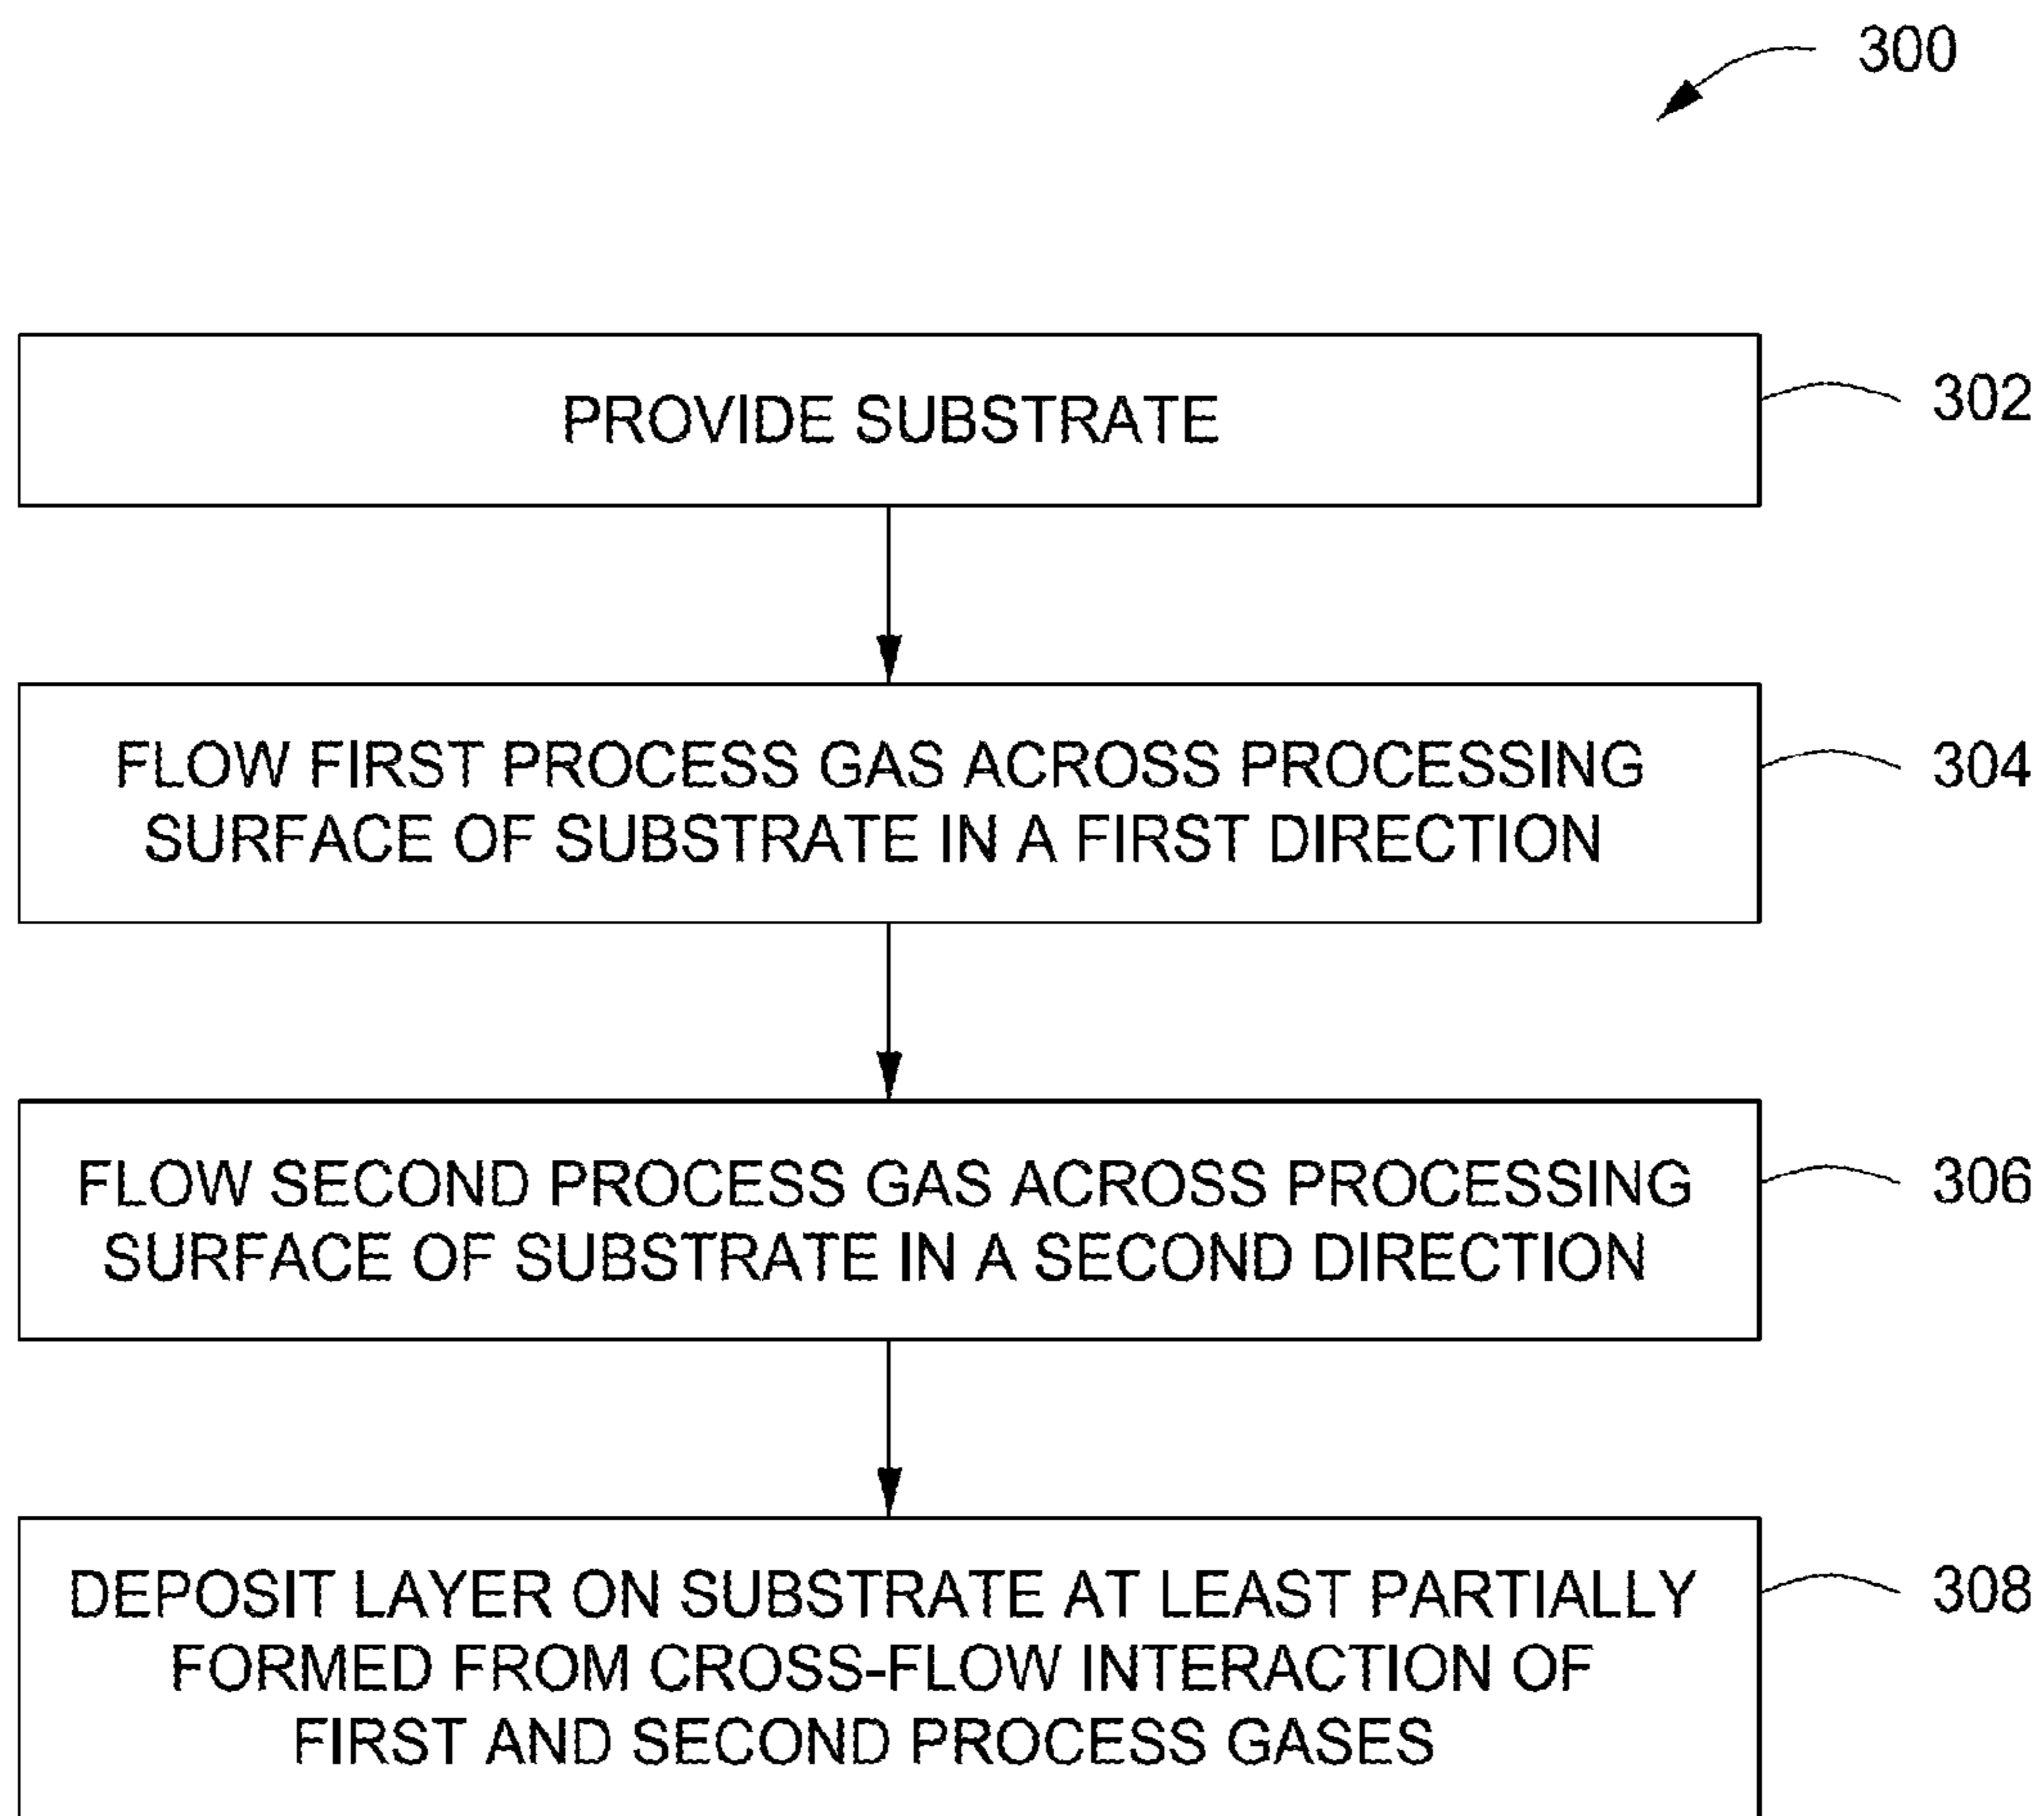 300
PROVIDE SUBSTRATE
302
FLOW FIRST PROCESS GAS ACROSS PROCESSING
SURFACE OF SUBSTRATE IN A FIRST DIRECTION
304
FLOW SECOND PROCESS GAS ACROSS PROCESSING
SURFACE OF SUBSTRATE IN A SECOND DIRECTION
306
DEPOSIT LAYER ON SUBSTRATE AT LEAST PARTIALLY
FORMED FROM CROSS-FLOW INTERACTION OF
FIRST AND SECOND PROCESS GASES
308